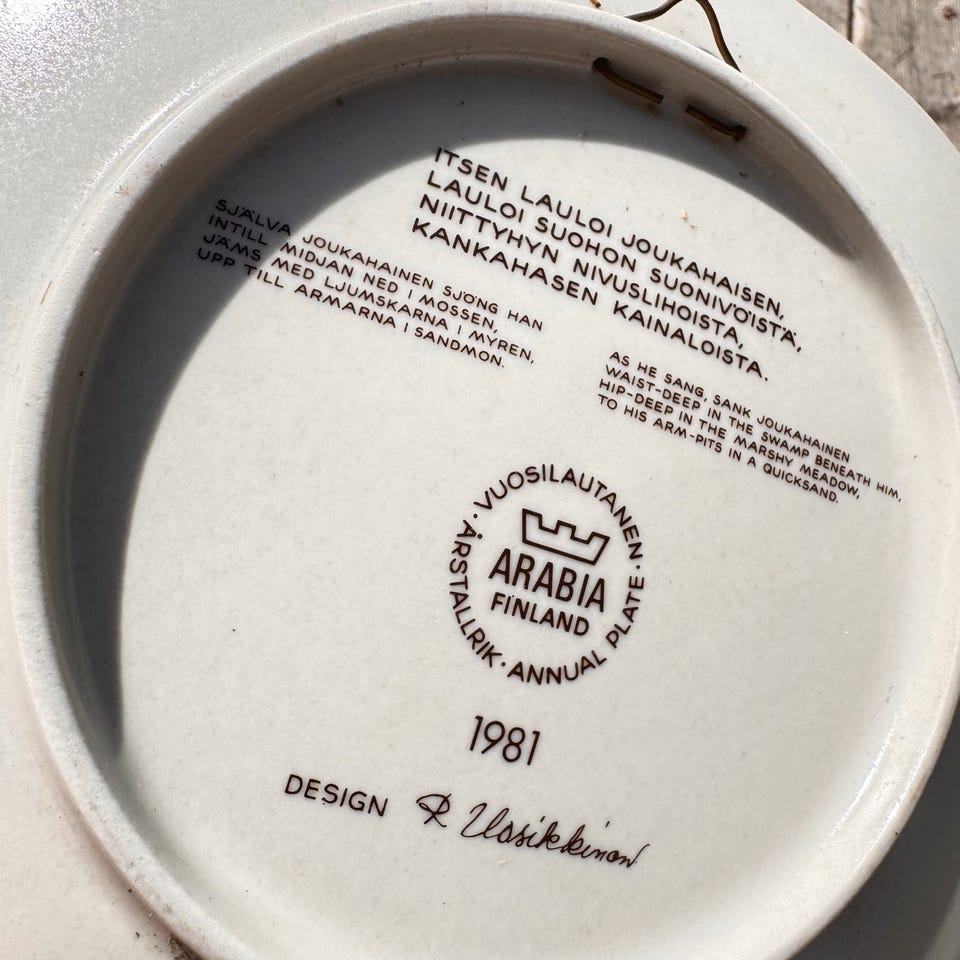 ITSEN LAULOI JOUKAHAISEN,
LAULOI SUOHON SUONIVÖISTÄ,
NIITTYHYN NIVUSLIHOISTA,
KANKAHASEN KAINALOISTA.
SJÄLVA JOUKAHAINEN SJÖNG HAN
INTILL MIDJAN NED I MOSSEN,
JÄMS MED LJUMSKARNA I MYREN,
UPP TILL ARMARNA I SANDMON.
AS HE SANG, SANK JOUKAHAINEN
WAIST-DEEP IN THE SWAMP BENEATH HIM,
HIP-DEEP IN THE MARSHY MEADOW,
TO HIS ARM-PITS IN A QUICKSAND.
· VUOSILAUTANEN · ANNUAL PLATE · ÅRSTALLRIK
ARABIA
FINLAND
1981
DESIGN R Uosikkinen